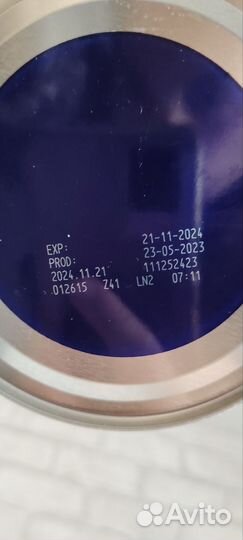 EXP: 21-11-2024
PROD: 23-05-2023
2024.11.21 111252423
012615 Z41 LN2 07:11
Avito